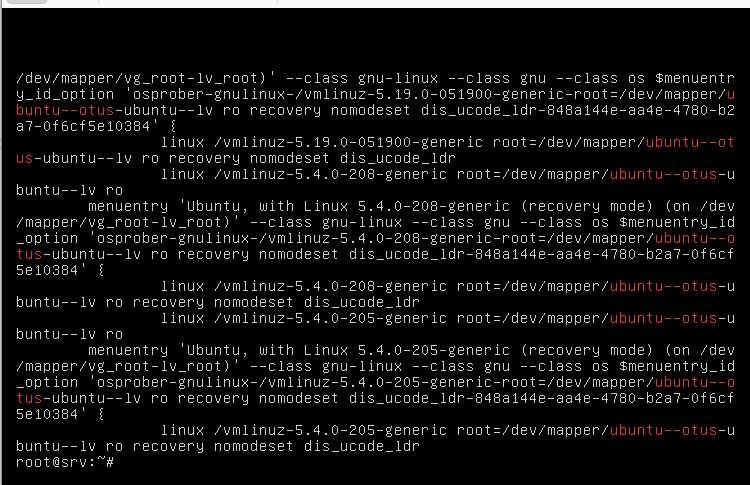 /dev/mapper/vg_root-lv_root)' --class gnu-linux --class gnu --class os $menuentr
y_id_option 'osprober-gnulinux-/vmlinuz-5.19.0-051900-generic-root=/dev/mapper/u
buntu--otus-ubuntu--lv ro recovery nomodeset dis_ucode_ldr-848a144e-aa4e-4780-b2
a7-0f6cf5e10384' {
linux /vmlinuz-5.19.0-051900-generic root=/dev/mapper/ubuntu--ot
us-ubuntu--lv ro recovery nomodeset dis_ucode_ldr
linux /vmlinuz-5.4.0-208-generic root=/dev/mapper/ubuntu--otus-u
buntu--lv ro
menuentry 'Ubuntu, with Linux 5.4.0-208-generic (recovery mode) (on /dev
/mapper/vg_root-lv_root)' --class gnu-linux --class gnu --class os $menuentry_id
_option 'osprober-gnulinux-/vmlinuz-5.4.0-208-generic-root=/dev/mapper/ubuntu--o
tus-ubuntu--lv ro recovery nomodeset dis_ucode_ldr-848a144e-aa4e-4780-b2a7-0f6cf
5e10384' {
linux /vmlinuz-5.4.0-208-generic root=/dev/mapper/ubuntu--otus-u
buntu--lv ro recovery nomodeset dis_ucode_ldr
linux /vmlinuz-5.4.0-205-generic root=/dev/mapper/ubuntu--otus-u
buntu--lv ro
menuentry 'Ubuntu, with Linux 5.4.0-205-generic (recovery mode) (on /dev
/mapper/vg_root-lv_root)' --class gnu-linux --class gnu --class os $menuentry_id
_option 'osprober-gnulinux-/vmlinuz-5.4.0-205-generic-root=/dev/mapper/ubuntu--o
tus-ubuntu--lv ro recovery nomodeset dis_ucode_ldr-848a144e-aa4e-4780-b2a7-0f6cf
5e10384' {
linux /vmlinuz-5.4.0-205-generic root=/dev/mapper/ubuntu--otus-u
buntu--lv ro recovery nomodeset dis_ucode_ldr
root@srv:~#